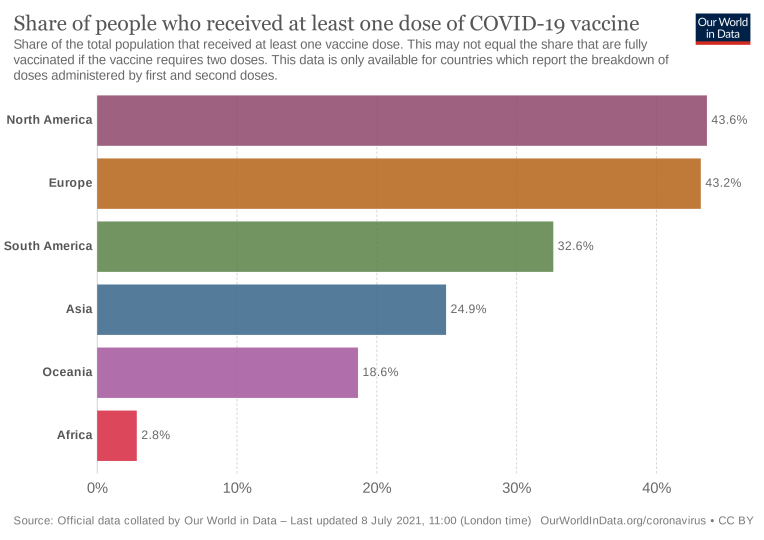 Share of people who received at least one dose of COVID-19 vaccine
Our World
in Data
Share of the total population that received at least one vaccine dose. This may not equal the share that are fully
vaccinated if the vaccine requires two doses. This data is only available for countries which report the breakdown of
doses administered by first and second doses.
North America 43.6%
Europe 43.2%
South America 32.6%
Asia 24.9%
Oceania 18.6%
Africa 2.8%
0% 10% 20% 30% 40%
Source: Official data collated by Our World in Data – Last updated 8 July 2021, 11:00 (London time) OurWorldInData.org/coronavirus • CC BY